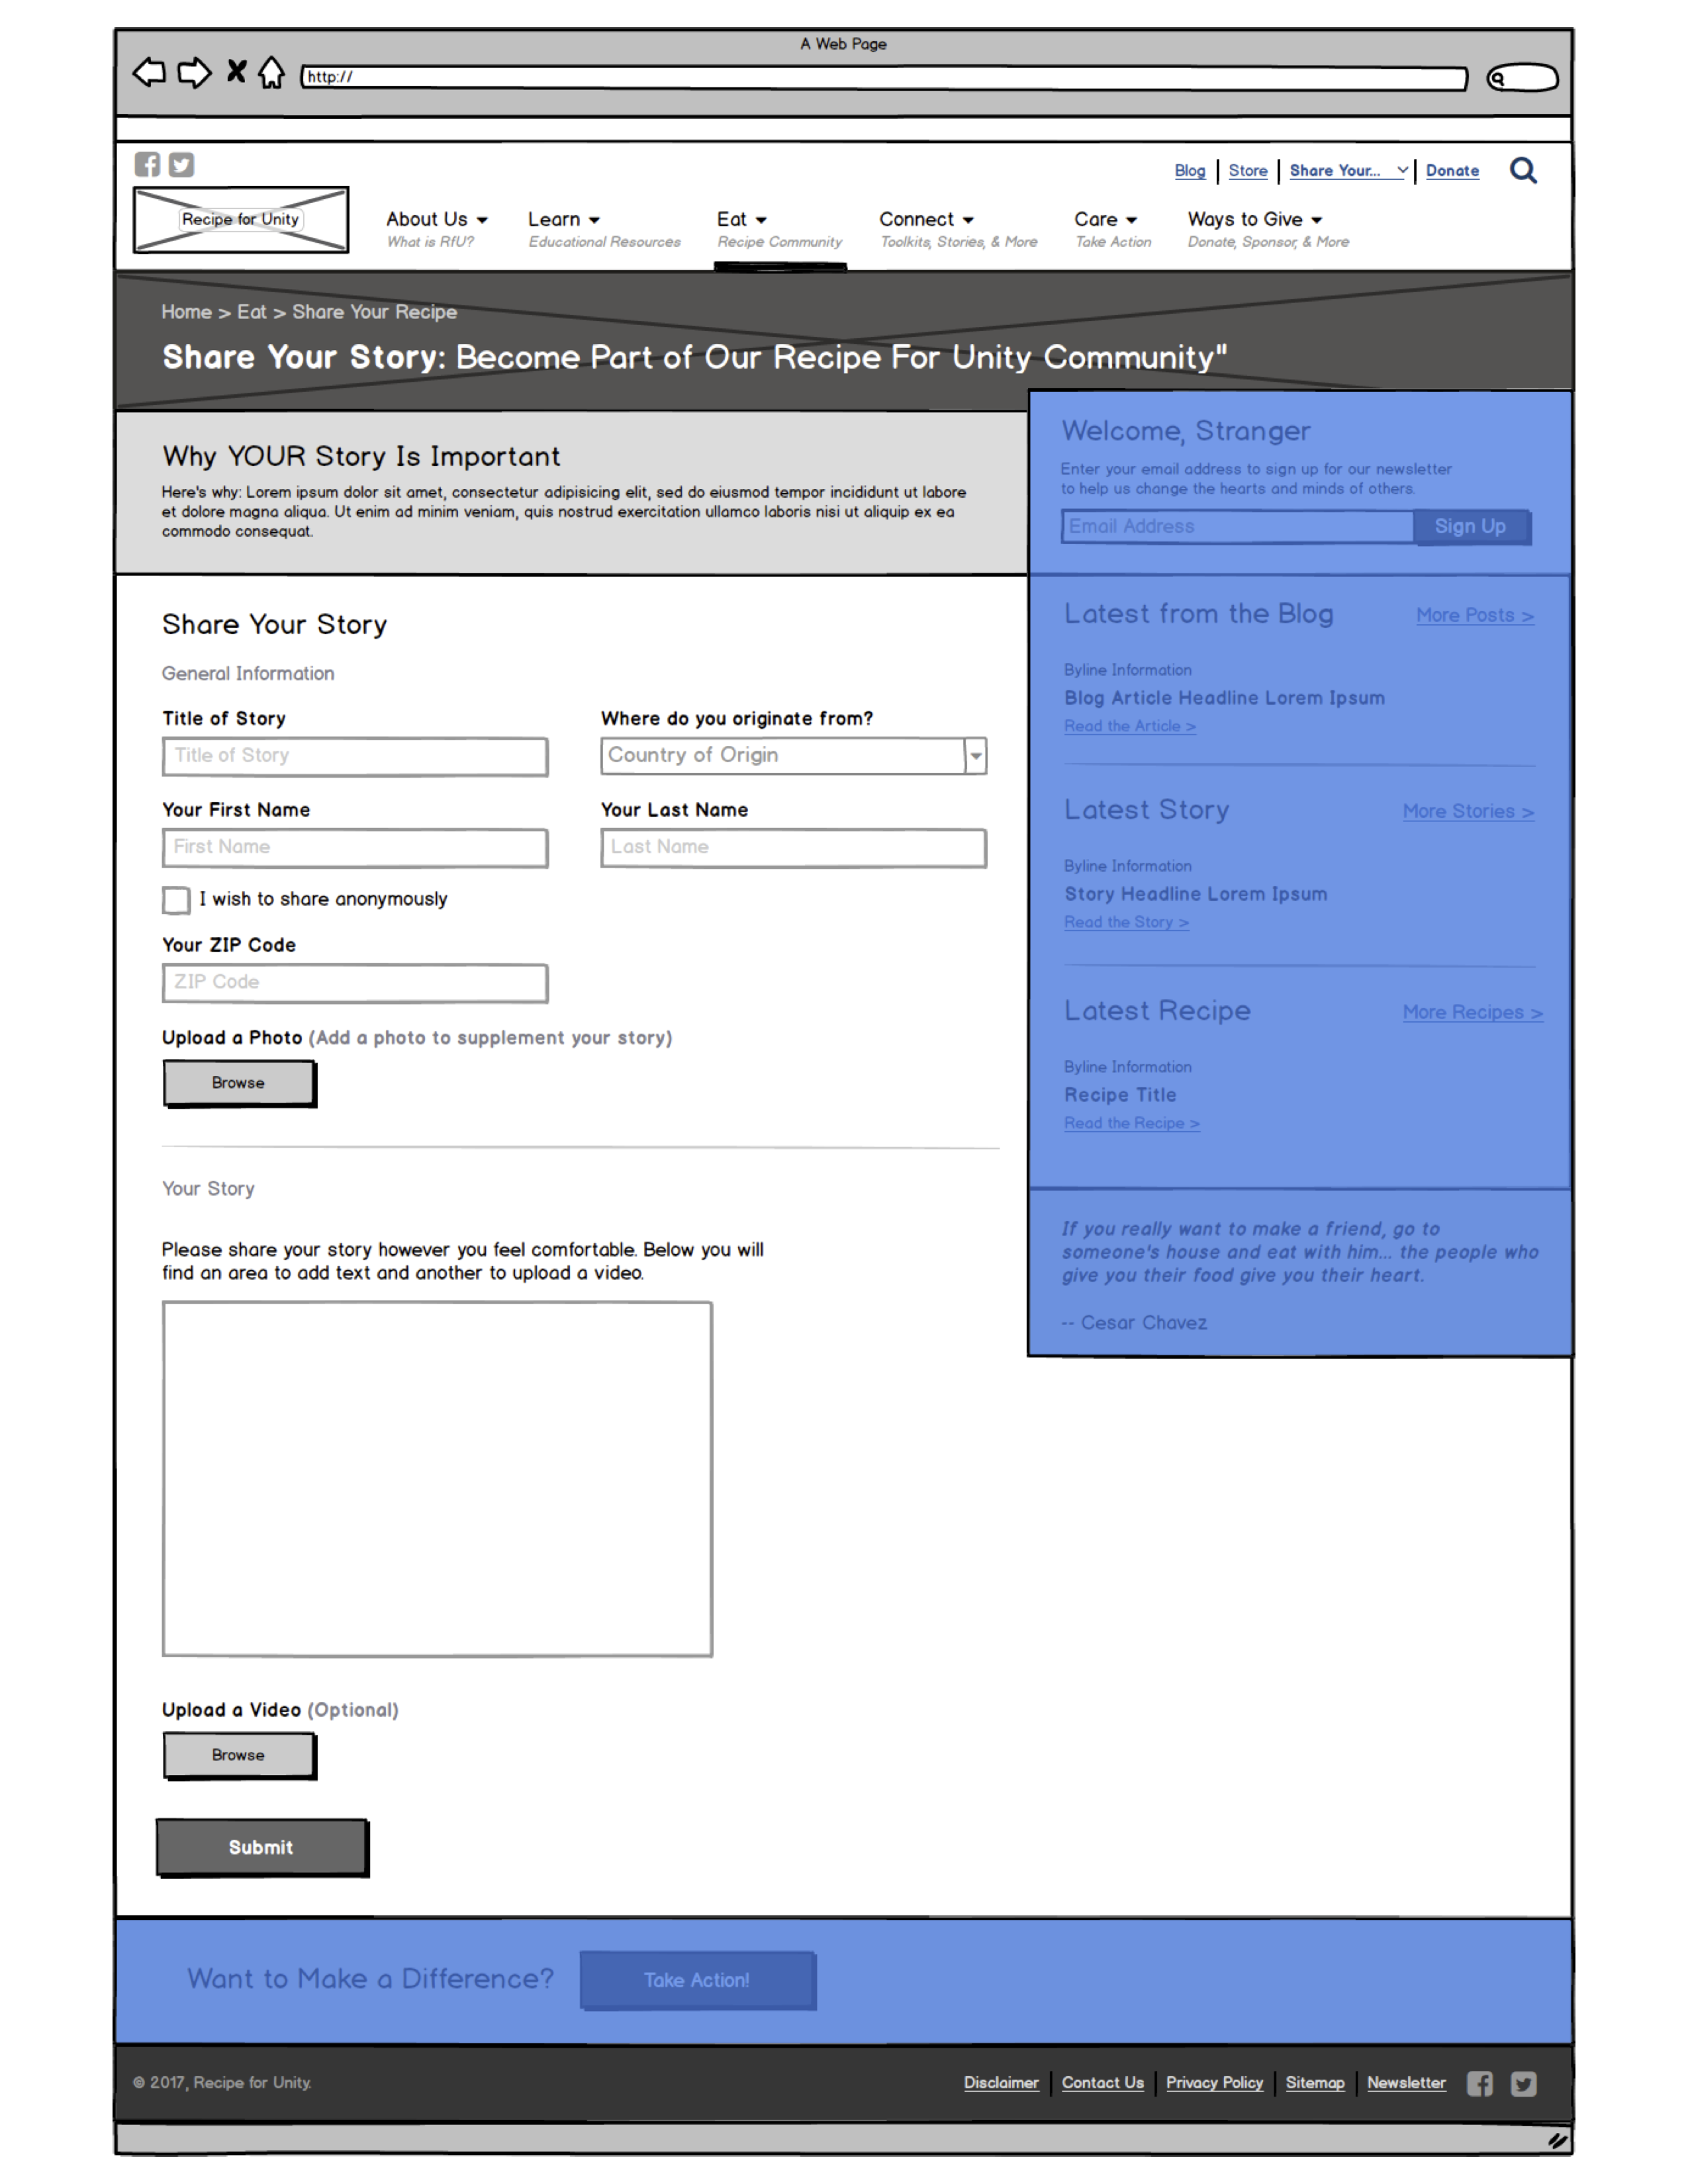 A Web Page
http://
Blog Store Share Your... Donate
Recipe for Unity
About Us Learn Eat Connect Care Ways to Give
What is RfU? Educational Resources Recipe Community Toolkits, Stories, & More Take Action Donate, Sponsor, & More
Home > Eat > Share Your Recipe
Share Your Story: Become Part of Our Recipe For Unity Community"
Why YOUR Story Is Important
Here's why: Lorem ipsum dolor sit amet, consectetur adipisicing elit, sed do eiusmod tempor incididunt ut labore
et dolore magna aliqua. Ut enim ad minim veniam, quis nostrud exercitation ullamco laboris nisi ut aliquip ex ea
commodo consequat.
Share Your Story
General Information
Title of Story Where do you originate from?
Title of Story Country of Origin
Your First Name Your Last Name
First Name Last Name
I wish to share anonymously
Your ZIP Code
ZIP Code
Upload a Photo (Add a photo to supplement your story)
Browse
Your Story
Please share your story however you feel comfortable. Below you will
find an area to add text and another to upload a video.
Upload a Video (Optional)
Browse
Submit
Welcome, Stranger
Enter your email address to sign up for our newsletter
to help us change the hearts and minds of others.
Email Address Sign Up
Latest from the Blog More Posts >
Byline Information
Blog Article Headline Lorem Ipsum
Read the Article >
Latest Story More Stories >
Byline Information
Story Headline Lorem Ipsum
Read the Story >
Latest Recipe More Recipes >
Byline Information
Recipe Title
Read the Recipe >
If you really want to make a friend, go to
someone's house and eat with him... the people who
give you their food give you their heart.
-- Cesar Chavez
Want to Make a Difference? Take Action!
© 2017, Recipe for Unity. Disclaimer Contact Us Privacy Policy Sitemap Newsletter